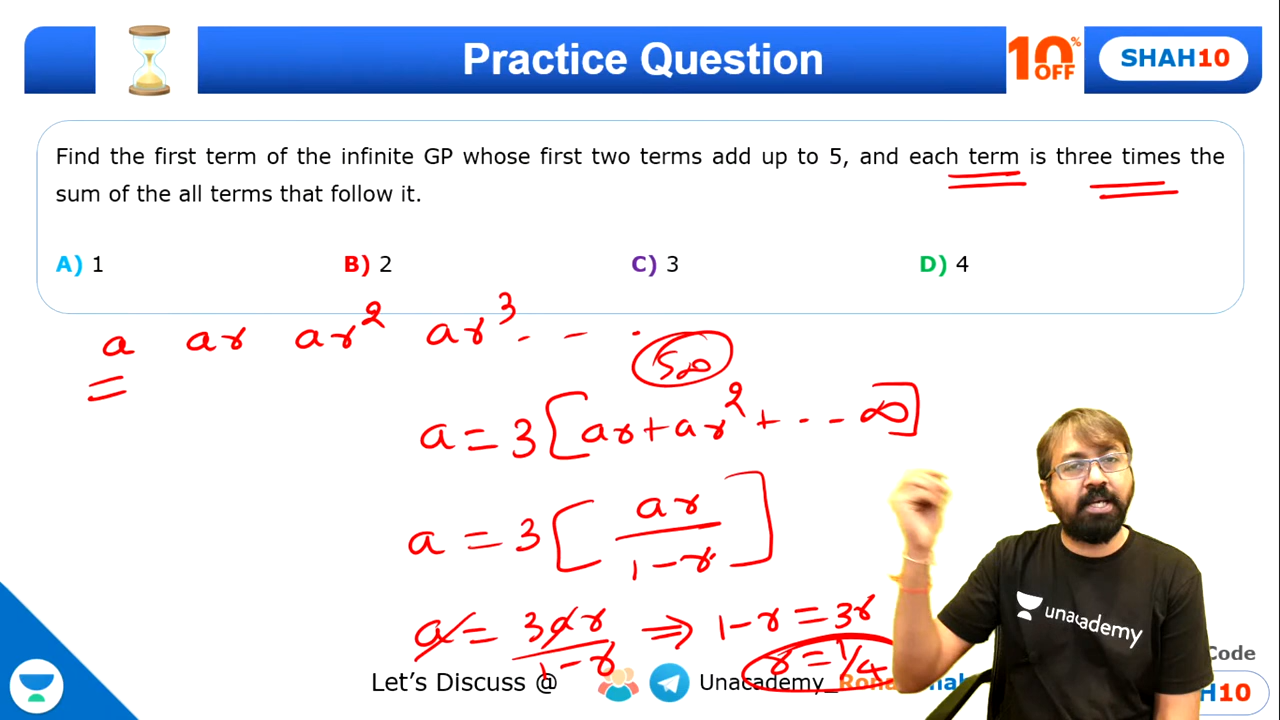 Practice Question
10% OFF
SHAH10
Find the first term of the infinite GP whose first two terms add up to 5, and each term is three times the
sum of the all terms that follow it.
A) 1 B) 2 C) 3 D) 4
a ar ar² ar³ - - .
S∞
a = 3[ar + ar² + - - ∞]
a = 3[ar/1-r]
a = 3ar/1-r ⇒ 1-r = 3r
r = 1/4
unacademy
Code
Let's Discuss @ Unacademy_
H10